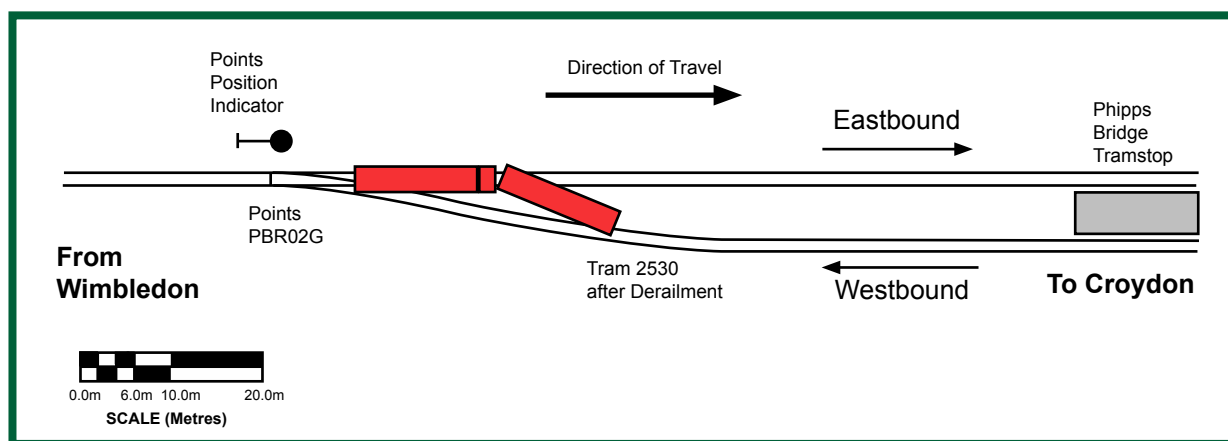 Points
Position
Indicator
Direction of Travel
Eastbound
Phipps
Bridge
Tramstop
Points
PBR02G
From
Wimbledon
Tram 2530
after Derailment
Westbound
To Croydon
0.0m 6.0m 10.0m 20.0m
SCALE (Metres)